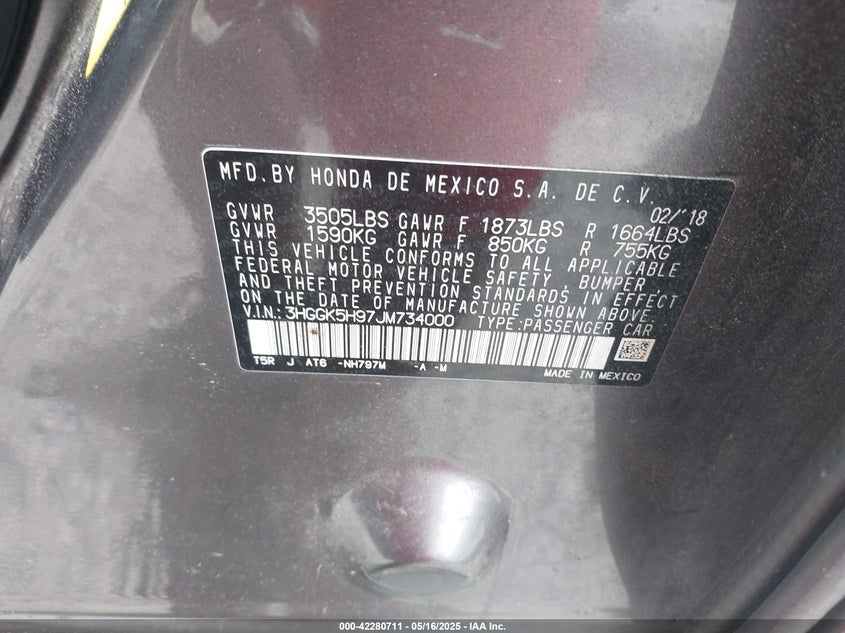 MFD.BY HONDA DE MEXICO S.A. DE C.V.
02/'18
GVWR 3505LBS GAWR F 1873LBS R 1664LBS
GVWR 1590KG GAWR F 850KG R 755KG
THIS VEHICLE CONFORMS TO ALL APPLICABLE
FEDERAL MOTOR VEHICLE SAFETY, BUMPER,
AND THEFT PREVENTION STANDARDS IN EFFECT
ON THE DATE OF MANUFACTURE SHOWN ABOVE.
V.I.N.: 3HGGK5H97JM734000 TYPE:PASSENGER CAR
T5R J AT6 -NH797M -A -M
MADE IN MEXICO
000-42280711 - 05/16/2025 - IAA Inc.